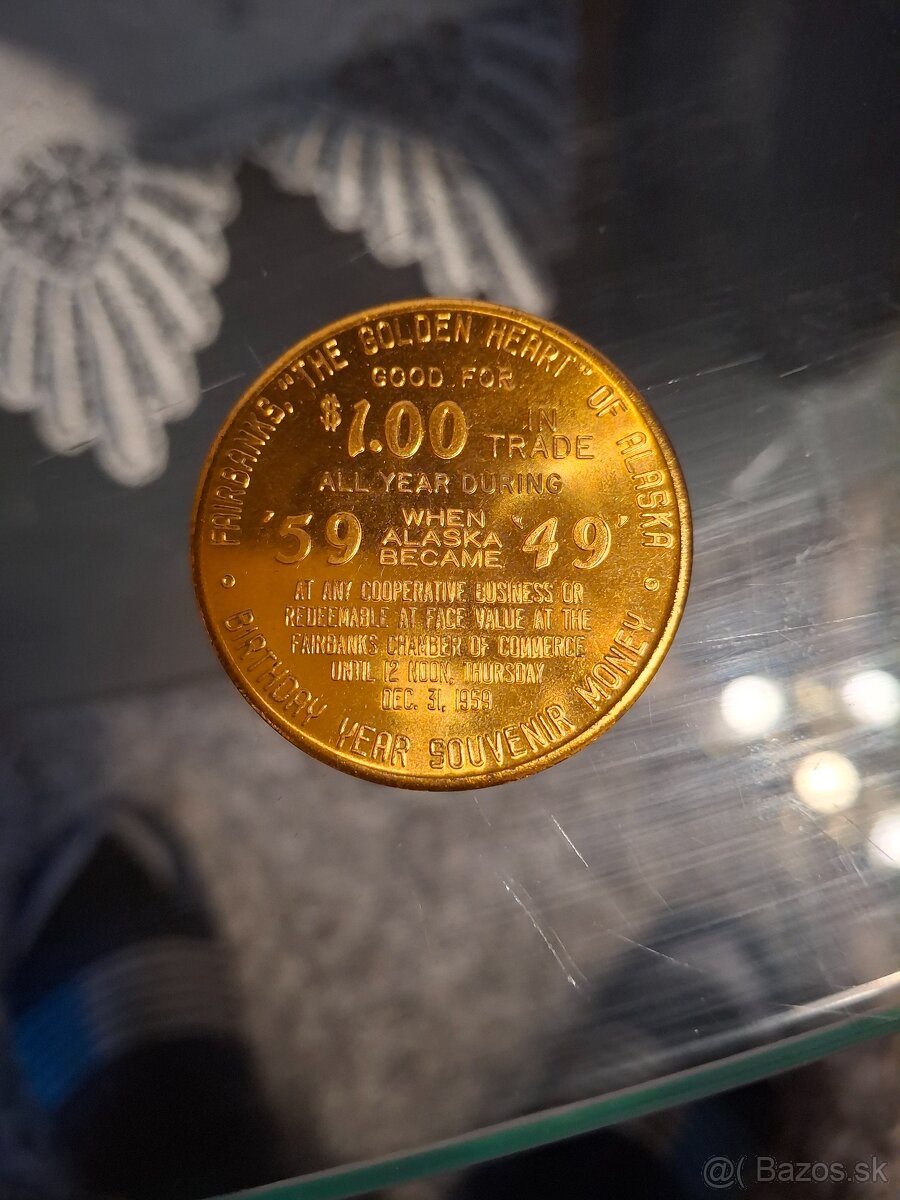 FAIRBANKS, "THE GOLDEN HEART" OF ALASKA
GOOD FOR
$1.00 IN TRADE
ALL YEAR DURING
'59 WHEN ALASKA BECAME '49'
AT ANY COOPERATIVE BUSINESS OR
REDEEMABLE AT FACE VALUE AT THE
FAIRBANKS CHAMBER OF COMMERCE
UNTIL 12 NOON, THURSDAY
DEC. 31, 1959
BIRTHDAY YEAR SOUVENIR MONEY
@( Bazos.sk